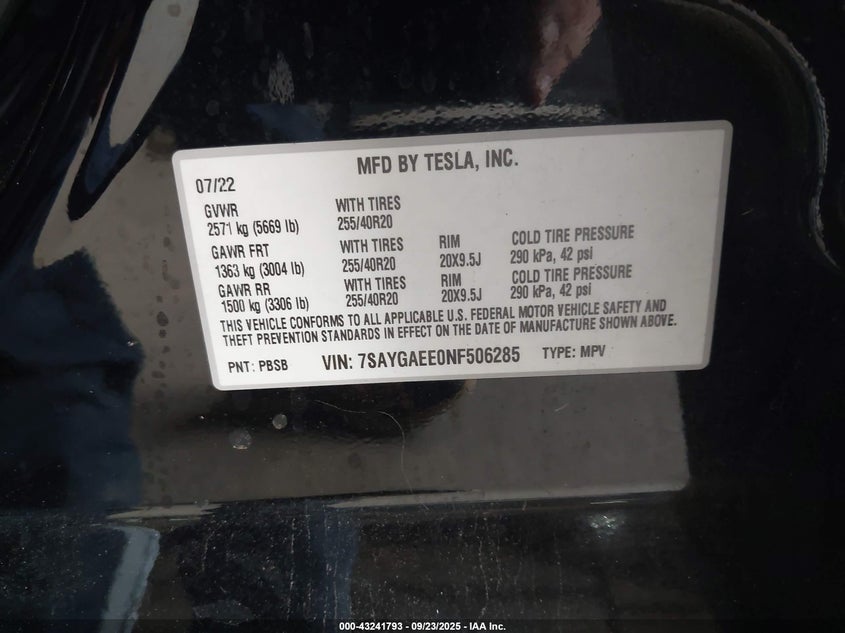 MFD BY TESLA, INC.
07/22
GVWR WITH TIRES
2571 kg (5669 lb) 255/40R20
GAWR FRT WITH TIRES RIM COLD TIRE PRESSURE
1363 kg (3004 lb) 255/40R20 20X9.5J 290 kPa, 42 psi
GAWR RR WITH TIRES RIM COLD TIRE PRESSURE
1500 kg (3306 lb) 255/40R20 20X9.5J 290 kPa, 42 psi
THIS VEHICLE CONFORMS TO ALL APPLICABLE U.S. FEDERAL MOTOR VEHICLE SAFETY AND
THEFT PREVENTION STANDARDS IN EFFECT ON THE DATE OF MANUFACTURE SHOWN ABOVE.
PNT: PBSB VIN: 7SAYGAEE0NF506285 TYPE: MPV
000-43241793 - 09/23/2025 - IAA Inc.